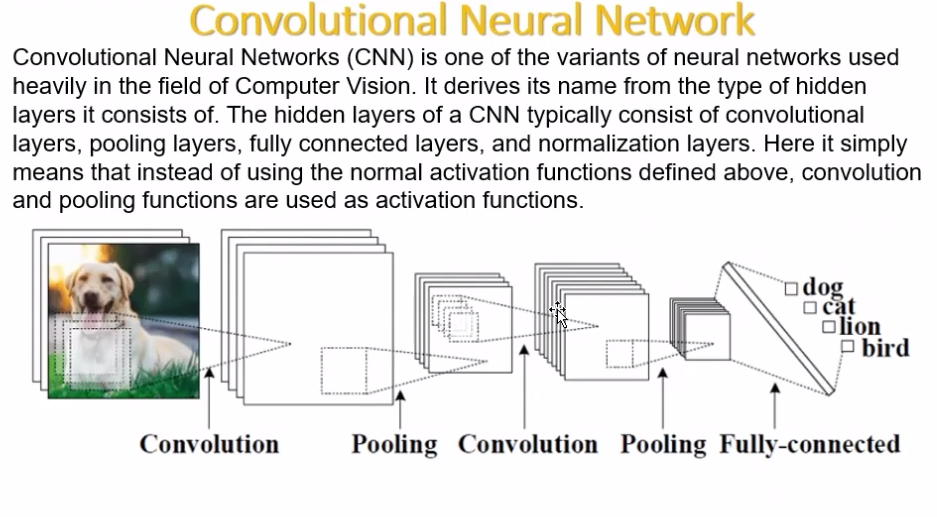 Convolutional Neural Network
Convolutional Neural Networks (CNN) is one of the variants of neural networks used
heavily in the field of Computer Vision. It derives its name from the type of hidden
layers it consists of. The hidden layers of a CNN typically consist of convolutional
layers, pooling layers, fully connected layers, and normalization layers. Here it simply
means that instead of using the normal activation functions defined above, convolution
and pooling functions are used as activation functions.
dog
cat
lion
bird
Convolution Pooling Convolution Pooling Fully-connected